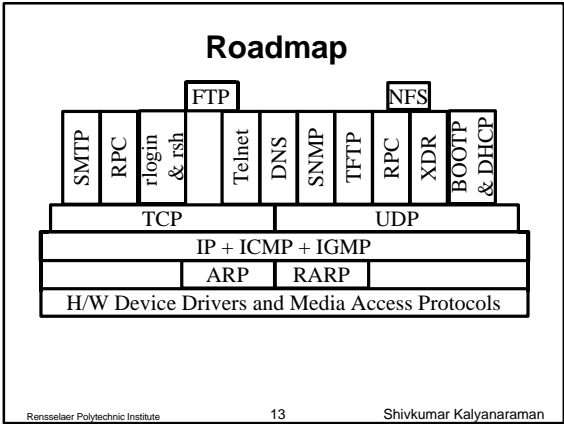 Roadmap
FTP
NFS
SMTP
RPC
rlogin
& rsh
Telnet
DNS
SNMP
TFTP
RPC
XDR
BOOTP
& DHCP
TCP
UDP
IP + ICMP + IGMP
ARP
RARP
H/W Device Drivers and Media Access Protocols
Rensselaer Polytechnic Institute
13
Shivkumar Kalyanaraman